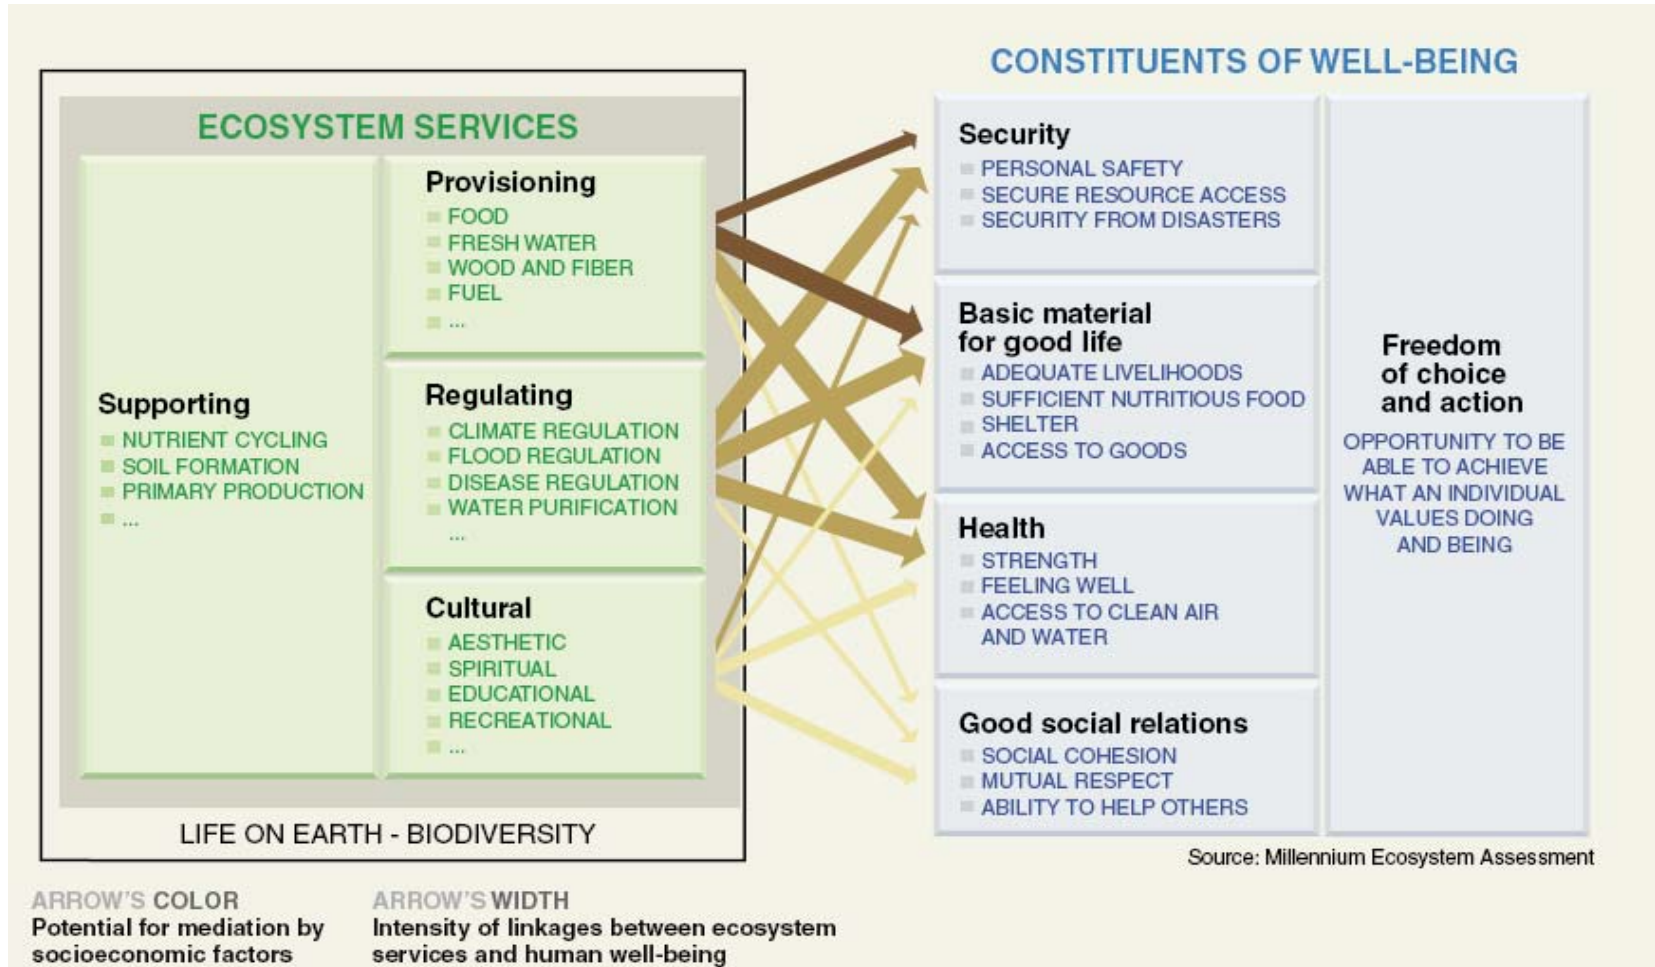 ECOSYSTEM SERVICES
Supporting
NUTRIENT CYCLING
SOIL FORMATION
PRIMARY PRODUCTION
...
Provisioning
FOOD
FRESH WATER
WOOD AND FIBER
FUEL
...
Regulating
CLIMATE REGULATION
FLOOD REGULATION
DISEASE REGULATION
WATER PURIFICATION
...
Cultural
AESTHETIC
SPIRITUAL
EDUCATIONAL
RECREATIONAL
...
LIFE ON EARTH - BIODIVERSITY
CONSTITUENTS OF WELL-BEING
Security
PERSONAL SAFETY
SECURE RESOURCE ACCESS
SECURITY FROM DISASTERS
Basic material
for good life
ADEQUATE LIVELIHOODS
SUFFICIENT NUTRITIOUS FOOD
SHELTER
ACCESS TO GOODS
Health
STRENGTH
FEELING WELL
ACCESS TO CLEAN AIR
AND WATER
Good social relations
SOCIAL COHESION
MUTUAL RESPECT
ABILITY TO HELP OTHERS
Freedom
of choice
and action
OPPORTUNITY TO BE
ABLE TO ACHIEVE
WHAT AN INDIVIDUAL
VALUES DOING
AND BEING
Source: Millennium Ecosystem Assessment
ARROW'S COLOR
Potential for mediation by
socioeconomic factors
ARROW'S WIDTH
Intensity of linkages between ecosystem
services and human well-being